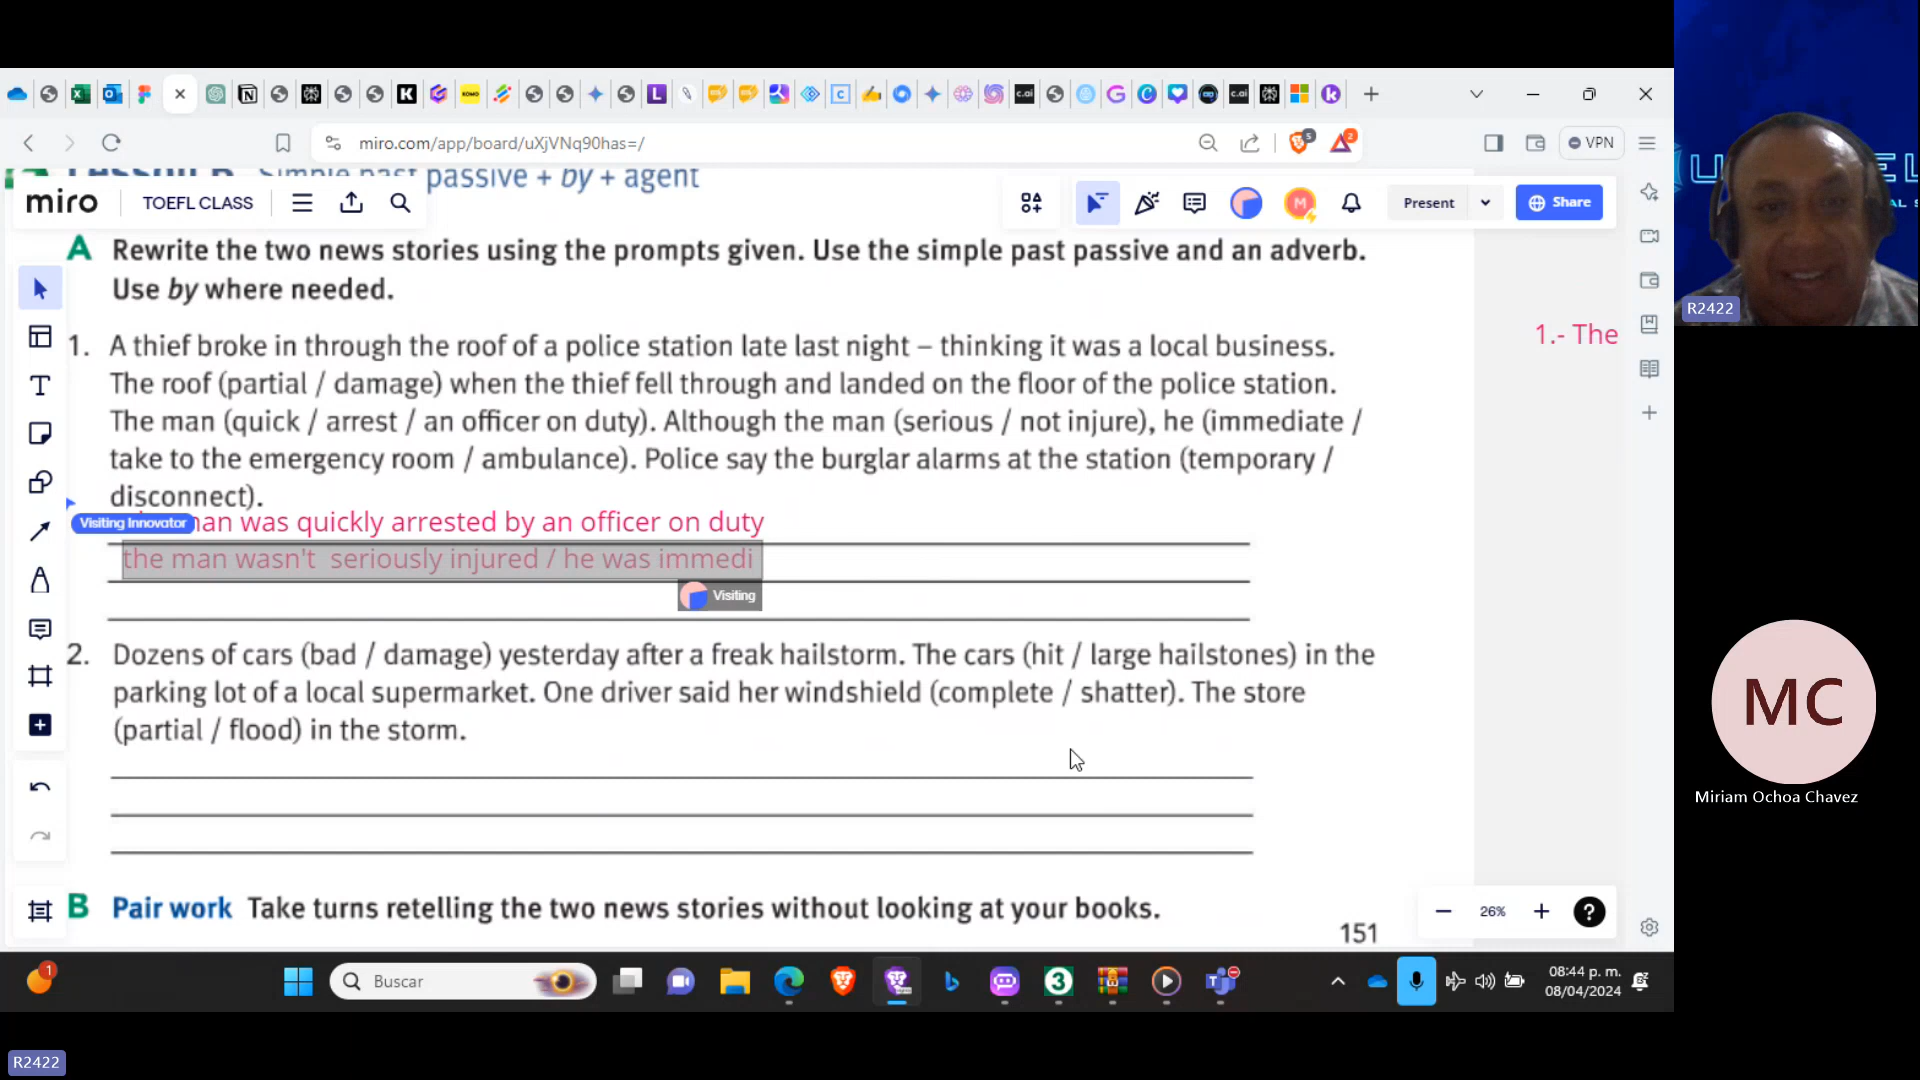 miro.com/app/board/uXjVNq90has=/
VPN
Lesson B Simple past passive + by + agent
miro TOEFL CLASS
Present
Share
A Rewrite the two news stories using the prompts given. Use the simple past passive and an adverb.
Use by where needed.
1. A thief broke in through the roof of a police station late last night – thinking it was a local business.
The roof (partial / damage) when the thief fell through and landed on the floor of the police station.
The man (quick / arrest / an officer on duty). Although the man (serious / not injure), he (immediate /
take to the emergency room / ambulance). Police say the burglar alarms at the station (temporary /
disconnect).
1.- The
Visiting Innovator
man was quickly arrested by an officer on duty
the man wasn't seriously injured / he was immedi
Visiting
2. Dozens of cars (bad / damage) yesterday after a freak hailstorm. The cars (hit / large hailstones) in the
parking lot of a local supermarket. One driver said her windshield (complete / shatter). The store
(partial / flood) in the storm.
B Pair work Take turns retelling the two news stories without looking at your books.
151
26%
Buscar
08:44 p. m.
08/04/2024
R2422
MC
Miriam Ochoa Chavez
R2422